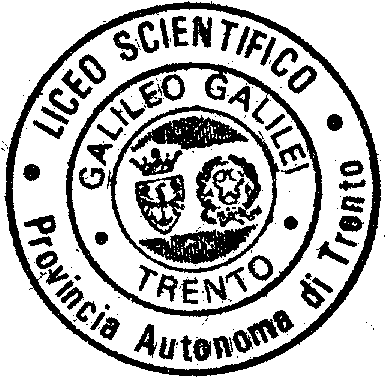 LICEO SCIENTIFICO
Provincia Autonoma di Trento
GALILEO GALILEI
TRENTO